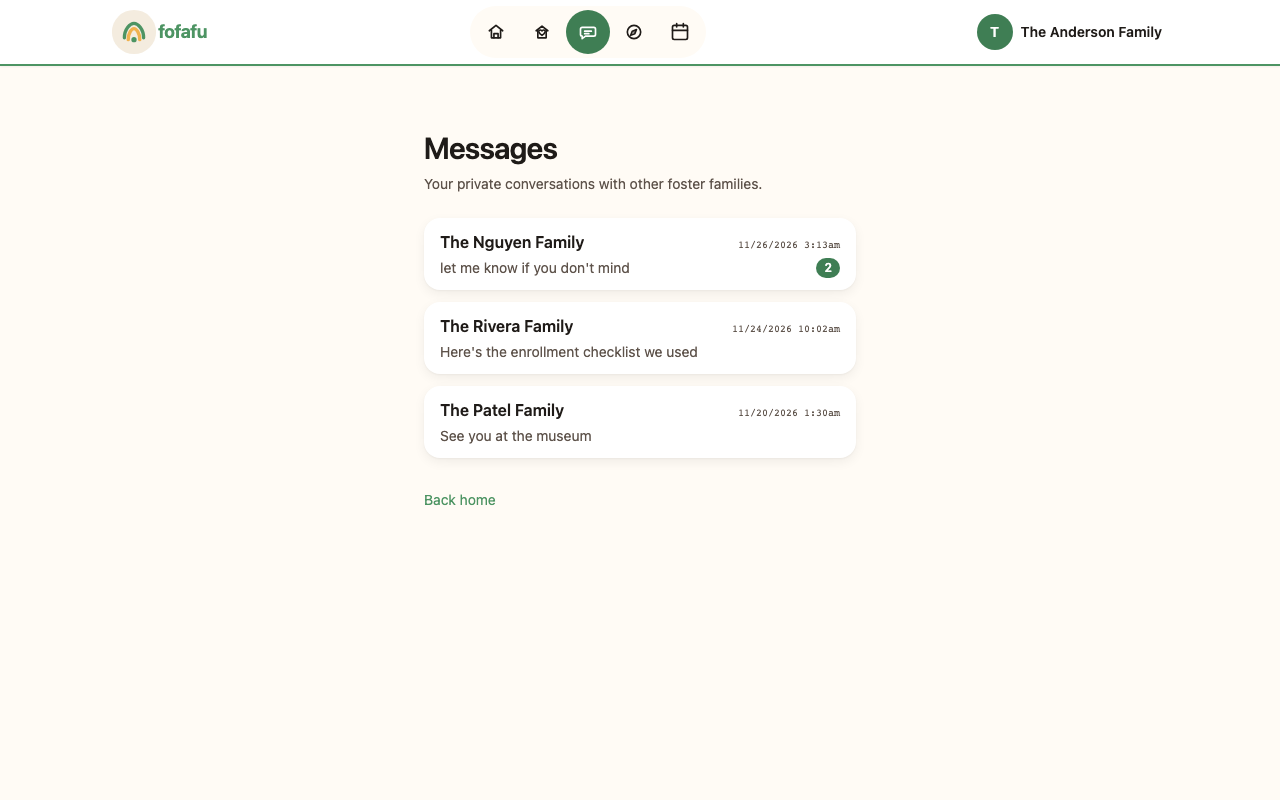 fofafu
T The Anderson Family
Messages
Your private conversations with other foster families.
The Nguyen Family 11/26/2026 3:13am
let me know if you don't mind 2
The Rivera Family 11/24/2026 10:02am
Here's the enrollment checklist we used
The Patel Family 11/20/2026 1:30am
See you at the museum
Back home